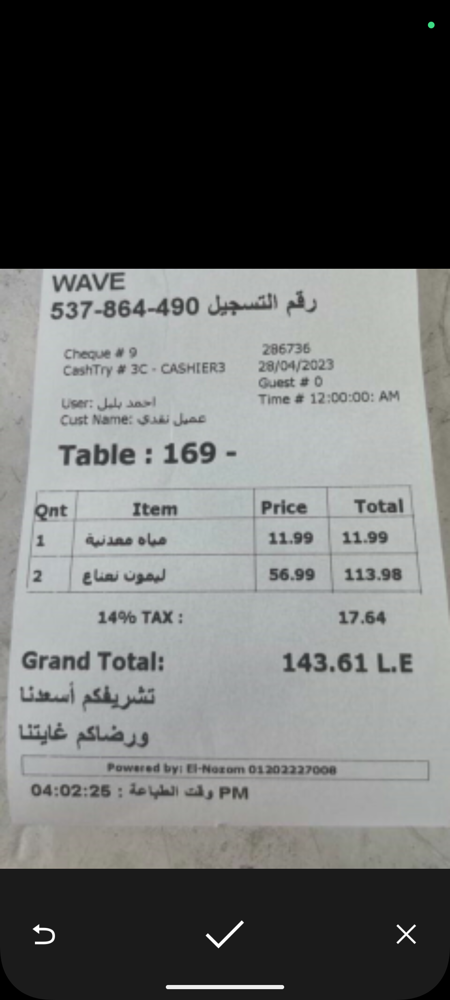 WAVE
537-864-490 رقم التسجيل
Cheque # 9
286736
CashTry # 3C - CASHIER3
28/04/2023
Guest # 0
User: احمد بليل
Time # 12:00:00: AM
Cust Name: عميل نقدي
Table : 169 -
Qnt Item Price Total
1 مياه معدنية 11.99 11.99
2 ليمون نعناع 56.99 113.98
14% TAX : 17.64
Grand Total: 143.61 L.E
تشريفكم أسعدنا
ورضاكم غايتنا
Powered by: El-Nozom 01202227008
04:02:25 : وقت الطباعة PM